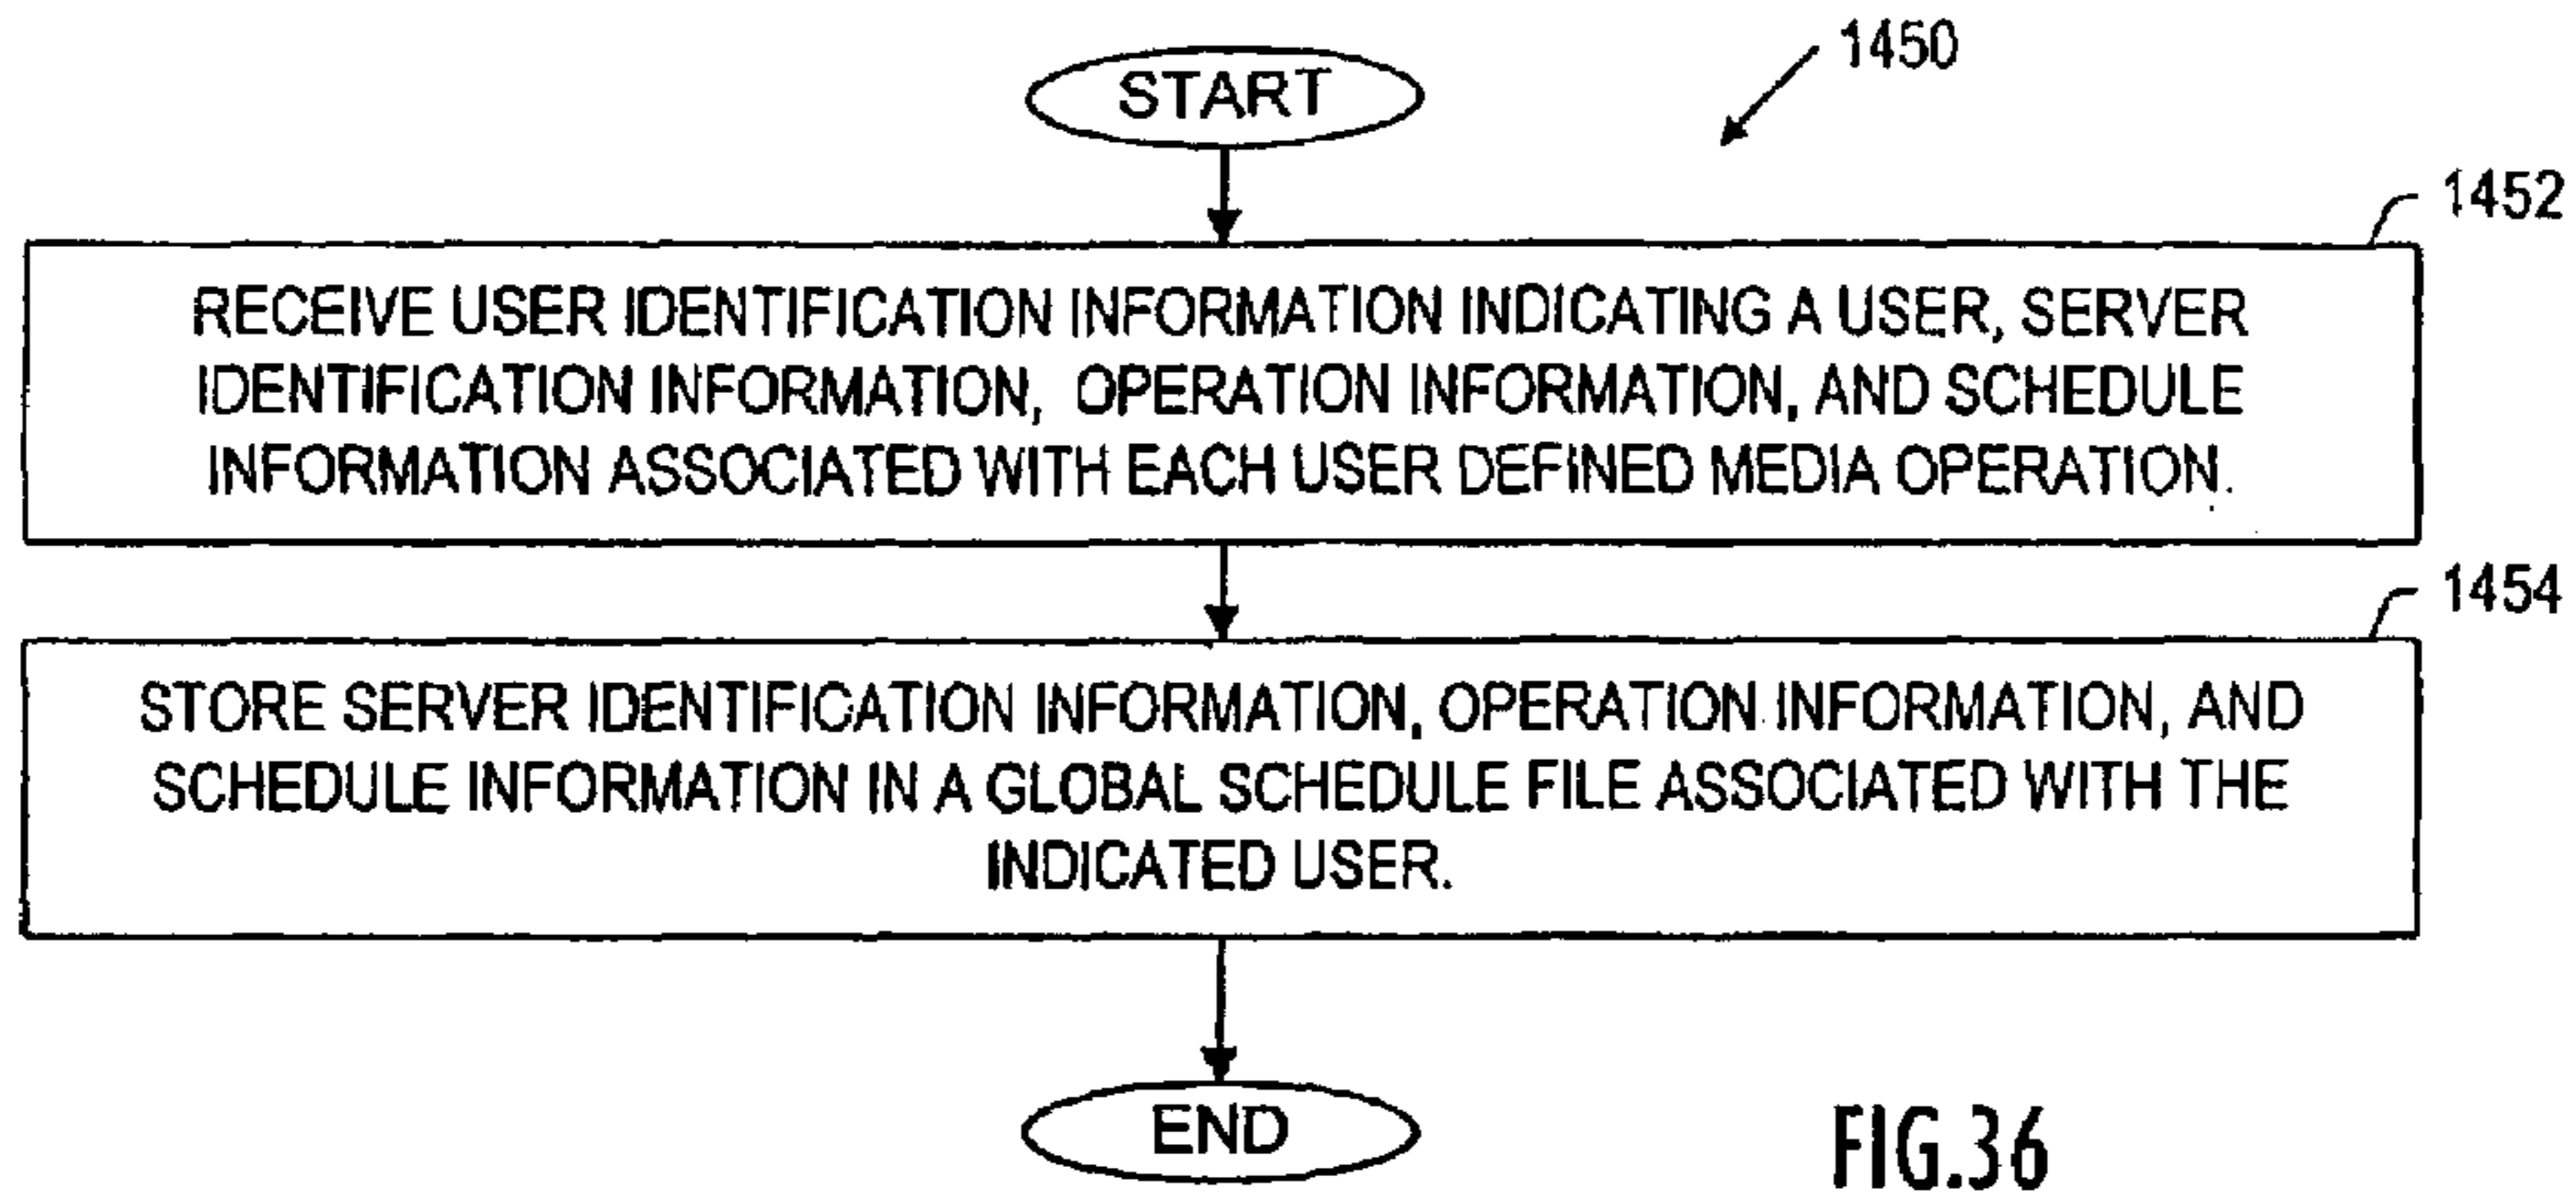 START
1450
1452
RECEIVE USER IDENTIFICATION INFORMATION INDICATING A USER, SERVER
IDENTIFICATION INFORMATION, OPERATION INFORMATION, AND SCHEDULE
INFORMATION ASSOCIATED WITH EACH USER DEFINED MEDIA OPERATION.
1454
STORE SERVER IDENTIFICATION INFORMATION, OPERATION INFORMATION, AND
SCHEDULE INFORMATION IN A GLOBAL SCHEDULE FILE ASSOCIATED WITH THE
INDICATED USER.
END
FIG.36